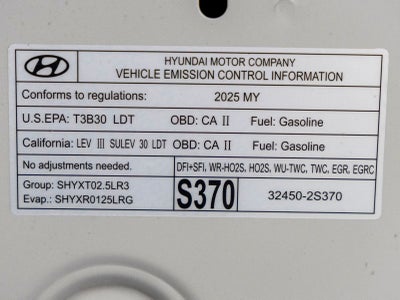 HYUNDAI MOTOR COMPANY
VEHICLE EMISSION CONTROL INFORMATION
Conforms to regulations: 2025 MY
U.S.EPA: T3B30 LDT OBD: CA II Fuel: Gasoline
California: LEV III SULEV 30 LDT OBD: CA II Fuel: Gasoline
No adjustments needed. DFI+SFI, WR-HO2S, HO2S, WU-TWC, TWC, EGR, EGRC
Group: SHYXT02.5LR3
Evap.: SHYXR0125LRG
S370
32450-2S370